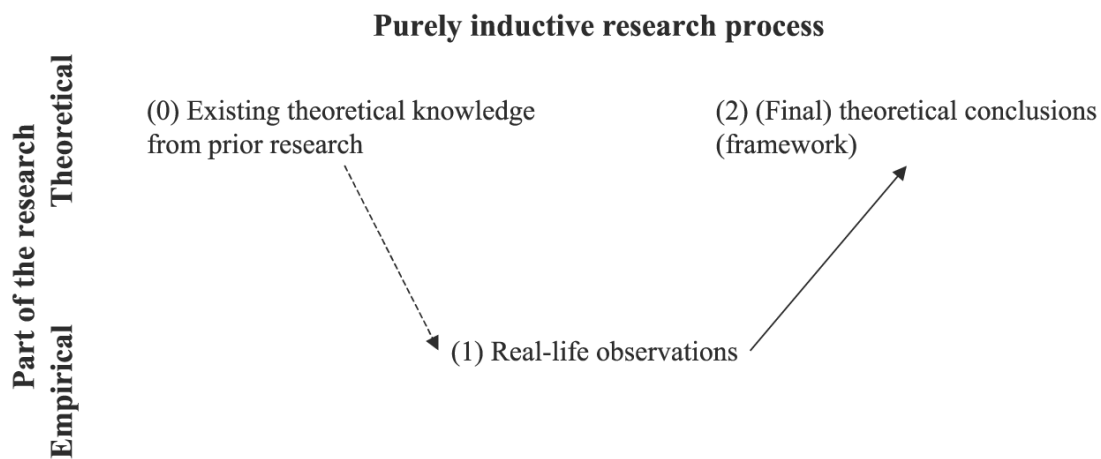 Purely inductive research process
Part of the research
Theoretical
Empirical
(0) Existing theoretical knowledge
from prior research
(2) (Final) theoretical conclusions
(framework)
(1) Real-life observations